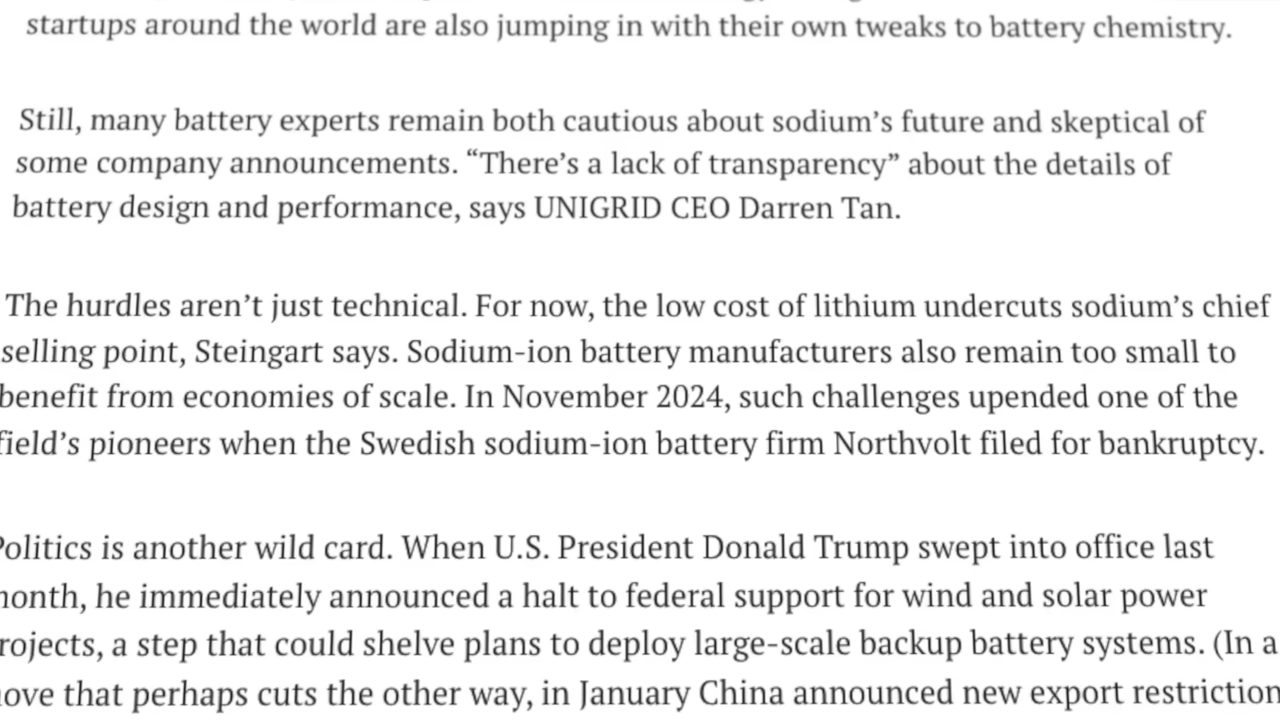 startups around the world are also jumping in with their own tweaks to battery chemistry.
Still, many battery experts remain both cautious about sodium’s future and skeptical of
some company announcements. “There’s a lack of transparency” about the details of
battery design and performance, says UNIGRID CEO Darren Tan.
The hurdles aren’t just technical. For now, the low cost of lithium undercuts sodium’s chief
selling point, Steingart says. Sodium-ion battery manufacturers also remain too small to
benefit from economies of scale. In November 2024, such challenges upended one of the
field’s pioneers when the Swedish sodium-ion battery firm Northvolt filed for bankruptcy.
Politics is another wild card. When U.S. President Donald Trump swept into office last
month, he immediately announced a halt to federal support for wind and solar power
rojects, a step that could shelve plans to deploy large-scale backup battery systems. (In a
ove that perhaps cuts the other way, in January China announced new export restriction